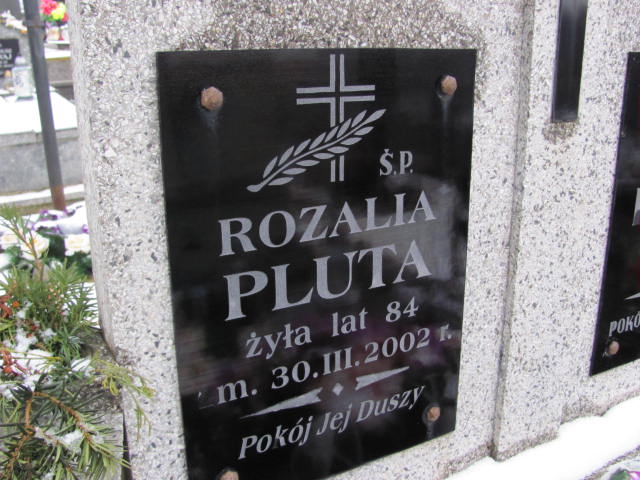 Ś.P.
ROZALIA
PLUTA
żyła lat 84
zm. 30.III.2002 r.
Pokój Jej Duszy